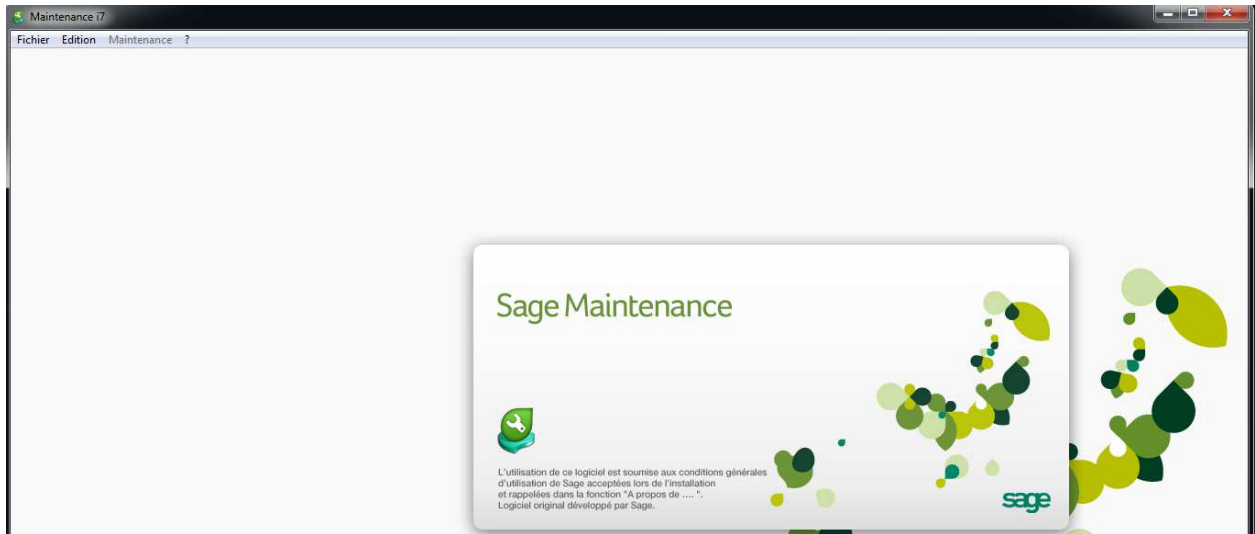 Maintenance i7
Fichier Edition Maintenance ?
Sage Maintenance
L'utilisation de ce logiciel est soumise aux conditions générales
d'utilisation de Sage acceptées lors de l'installation
et rappelées dans la fonction "A propos de .... ".
Logiciel original développé par Sage.
sage